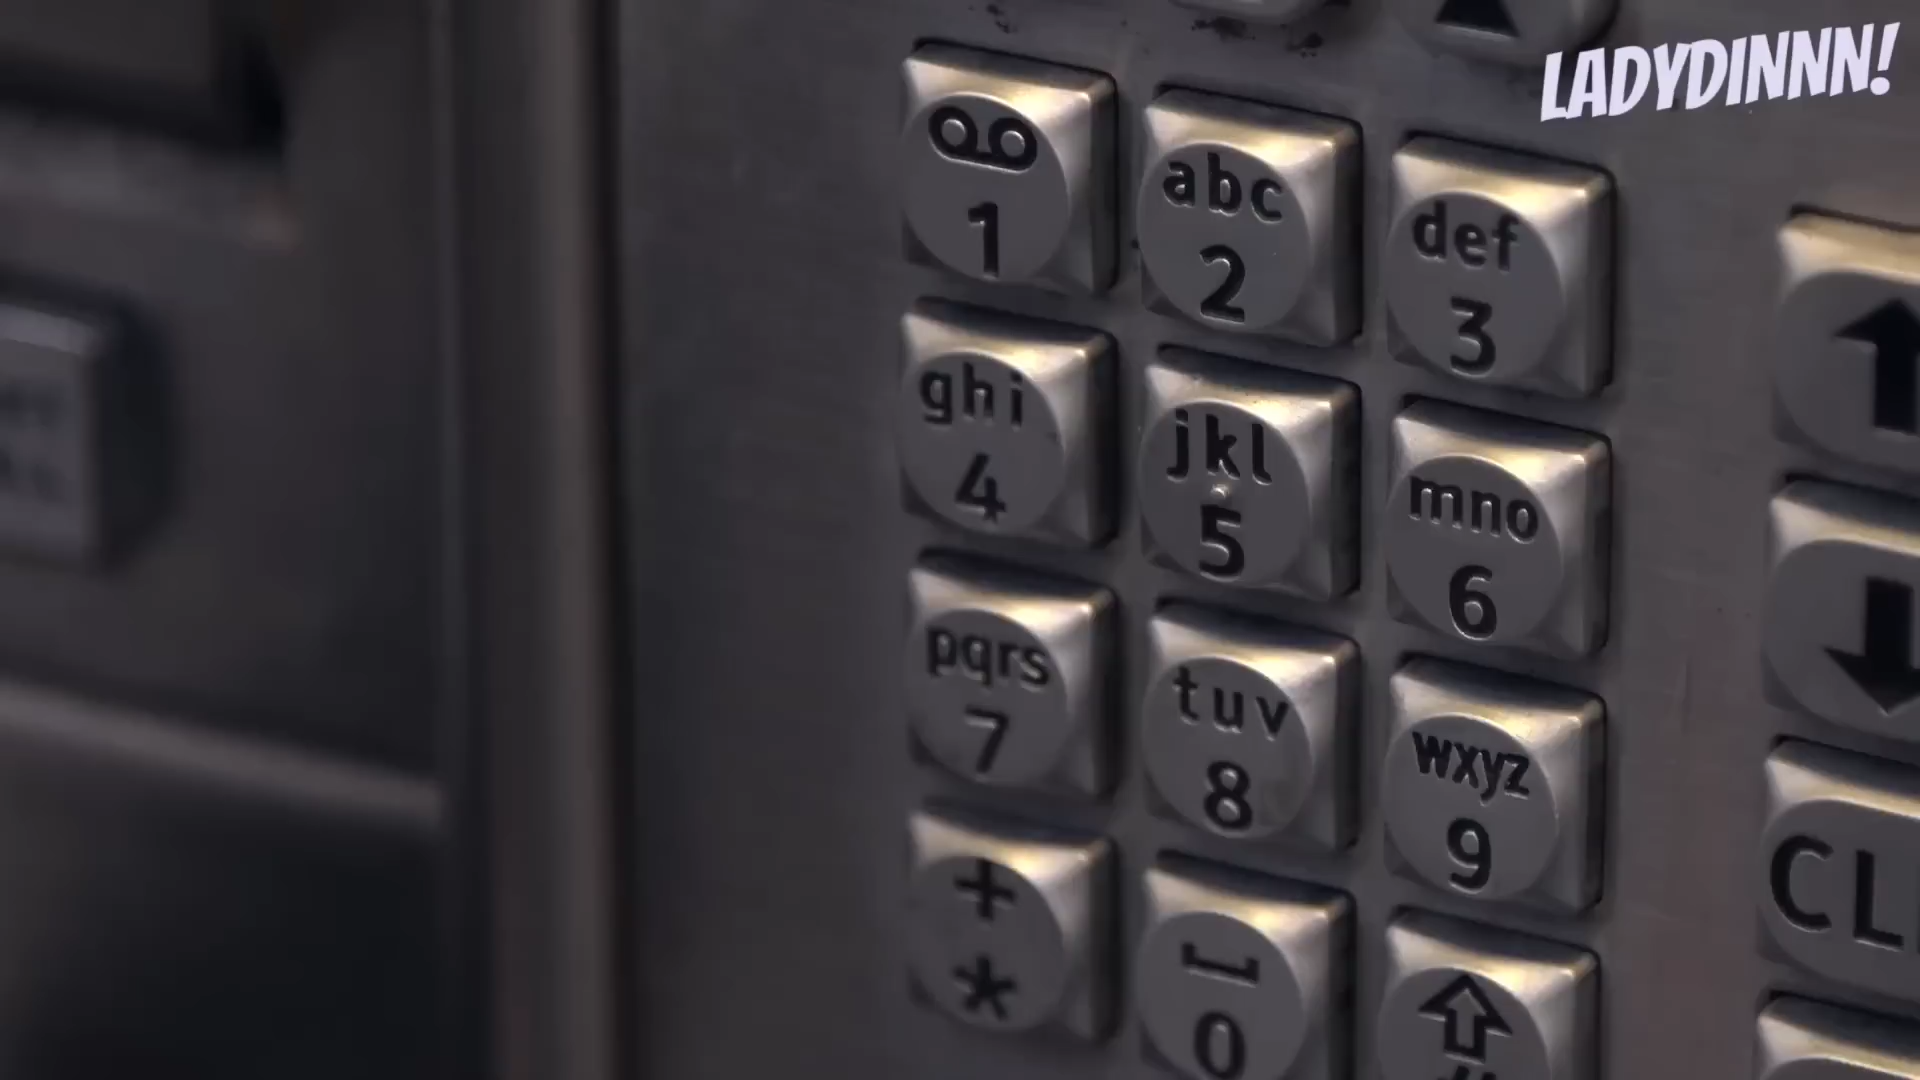 LADYDINNN!
1
abc
2
def
3
ghi
4
jkl
5
mno
6
pqrs
7
tuv
8
wxyz
9
+
*
0
CL